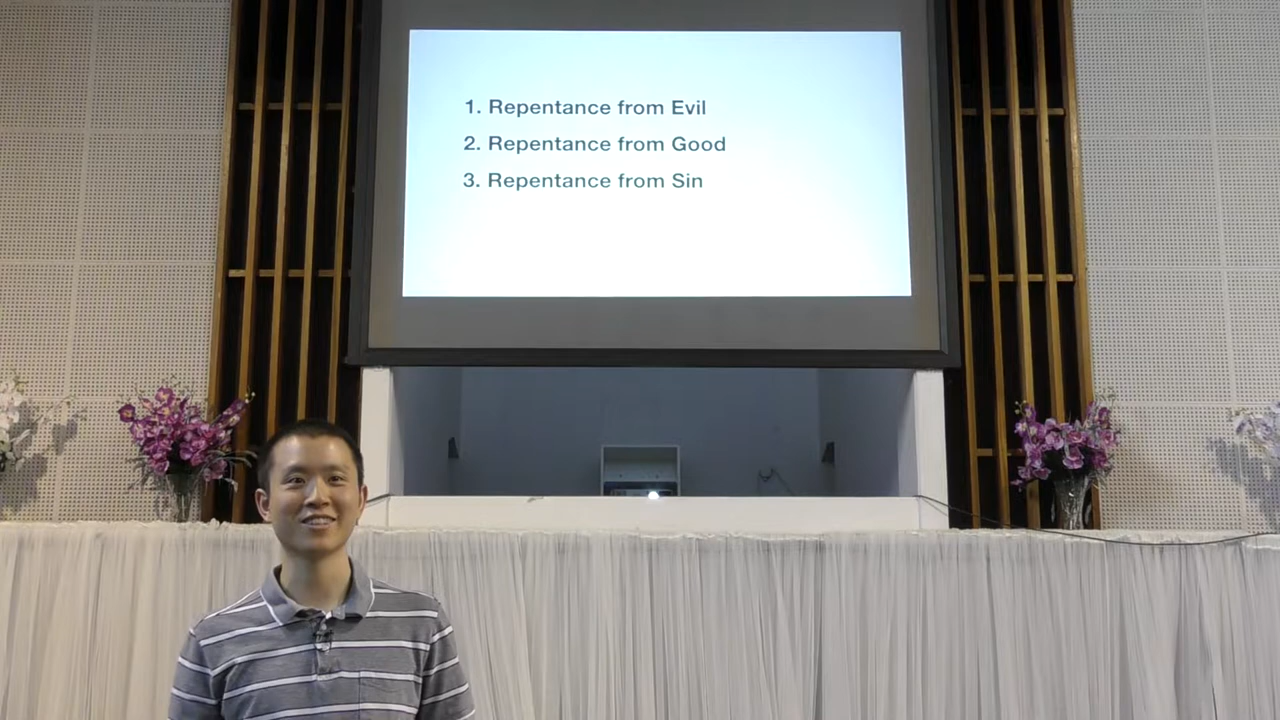 1. Repentance from Evil
2. Repentance from Good
3. Repentance from Sin